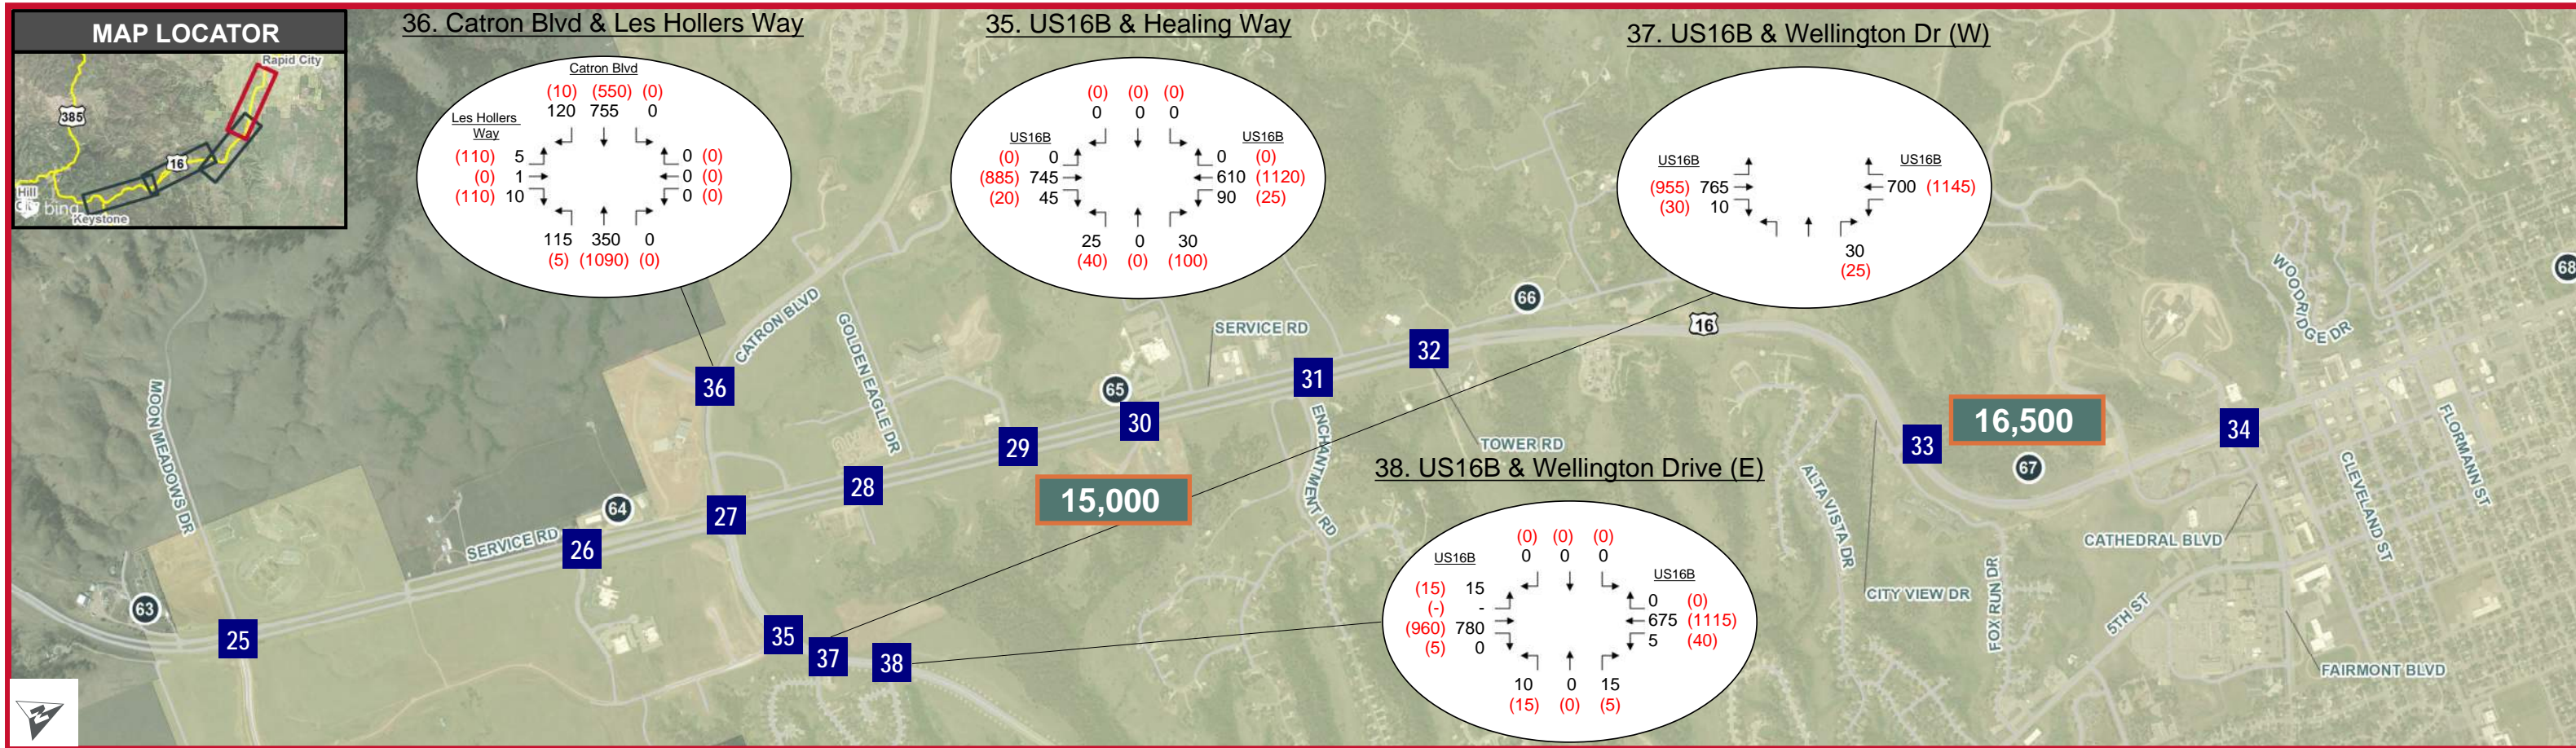 MAP LOCATOR
Rapid City
385
16
Hill
bing
Keystone
36. Catron Blvd & Les Hollers Way
Catron Blvd
(10) (550) (0)
120 755 0
Les Hollers
Way
(110) 5
(0) 1
(110) 10
0 (0)
0 (0)
0 (0)
115 350 0
(5) (1090) (0)
35. US16B & Healing Way
(0) (0) (0)
0 0 0
US16B
(0) 0
(885) 745
(20) 45
US16B
0 (0)
610 (1120)
90 (25)
25 0 30
(40) (0) (100)
37. US16B & Wellington Dr (W)
US16B
(955) 765
(30) 10
US16B
700 (1145)
30
(25)
38. US16B & Wellington Drive (E)
(0) (0) (0)
0 0 0
US16B
(15) 15
(-) -
(960) 780
(5) 0
US16B
0 (0)
675 (1115)
5 (40)
10 0 15
(15) (0) (5)
MOON MEADOWS DR
63
25
SERVICE RD
64
26
27
36
CATRON BLVD
GOLDEN EAGLE DR
28
29
65
30
15,000
SERVICE RD
31
ENCHANTMENT RD
32
TOWER RD
66
16
35
37
38
ALTA VISTA DR
CITY VIEW DR
33
16,500
67
FOX RUN DR
5TH ST
CATHEDRAL BLVD
34
WOODRIDGE DR
68
FLORMANN ST
CLEVELAND ST
FAIRMONT BLVD
N